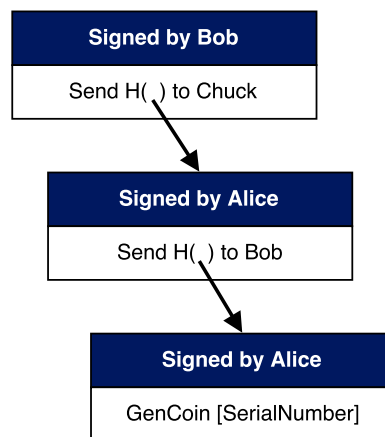 Signed by Bob
Send H( ) to Chuck
Signed by Alice
Send H( ) to Bob
Signed by Alice
GenCoin [SerialNumber]